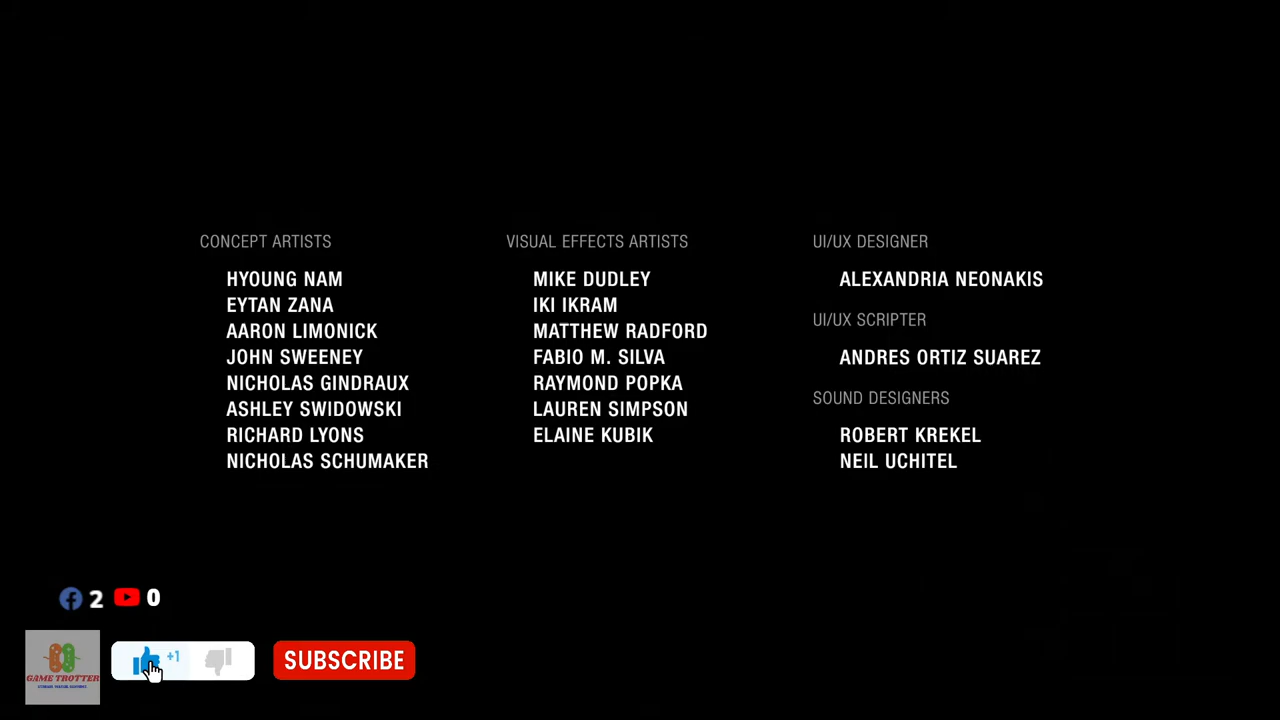 CONCEPT ARTISTS
HYOUNG NAM
EYTAN ZANA
AARON LIMONICK
JOHN SWEENEY
NICHOLAS GINDRAUX
ASHLEY SWIDOWSKI
RICHARD LYONS
NICHOLAS SCHUMAKER
VISUAL EFFECTS ARTISTS
MIKE DUDLEY
IKI IKRAM
MATTHEW RADFORD
FABIO M. SILVA
RAYMOND POPKA
LAUREN SIMPSON
ELAINE KUBIK
UI/UX DESIGNER
ALEXANDRIA NEONAKIS
UI/UX SCRIPTER
ANDRES ORTIZ SUAREZ
SOUND DESIGNERS
ROBERT KREKEL
NEIL UCHITEL
2 0
GAME TROTTER
+1
SUBSCRIBE